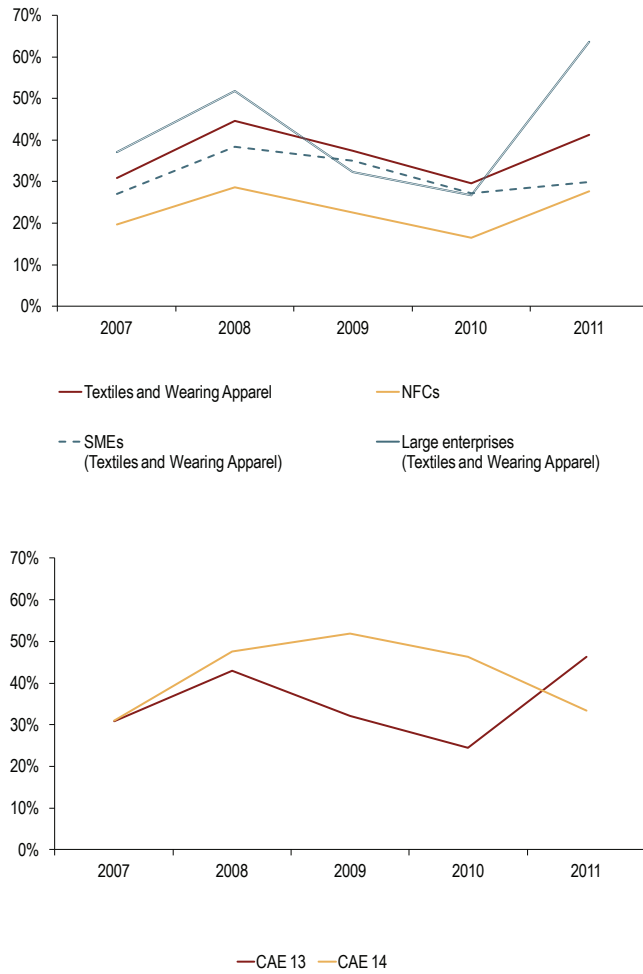 70%
60%
50%
40%
30%
20%
10%
0%
2007 2008 2009 2010 2011
Textiles and Wearing Apparel NFCs
SMEs Large enterprises
(Textiles and Wearing Apparel) (Textiles and Wearing Apparel)
70%
60%
50%
40%
30%
20%
10%
0%
2007 2008 2009 2010 2011
CAE 13 CAE 14